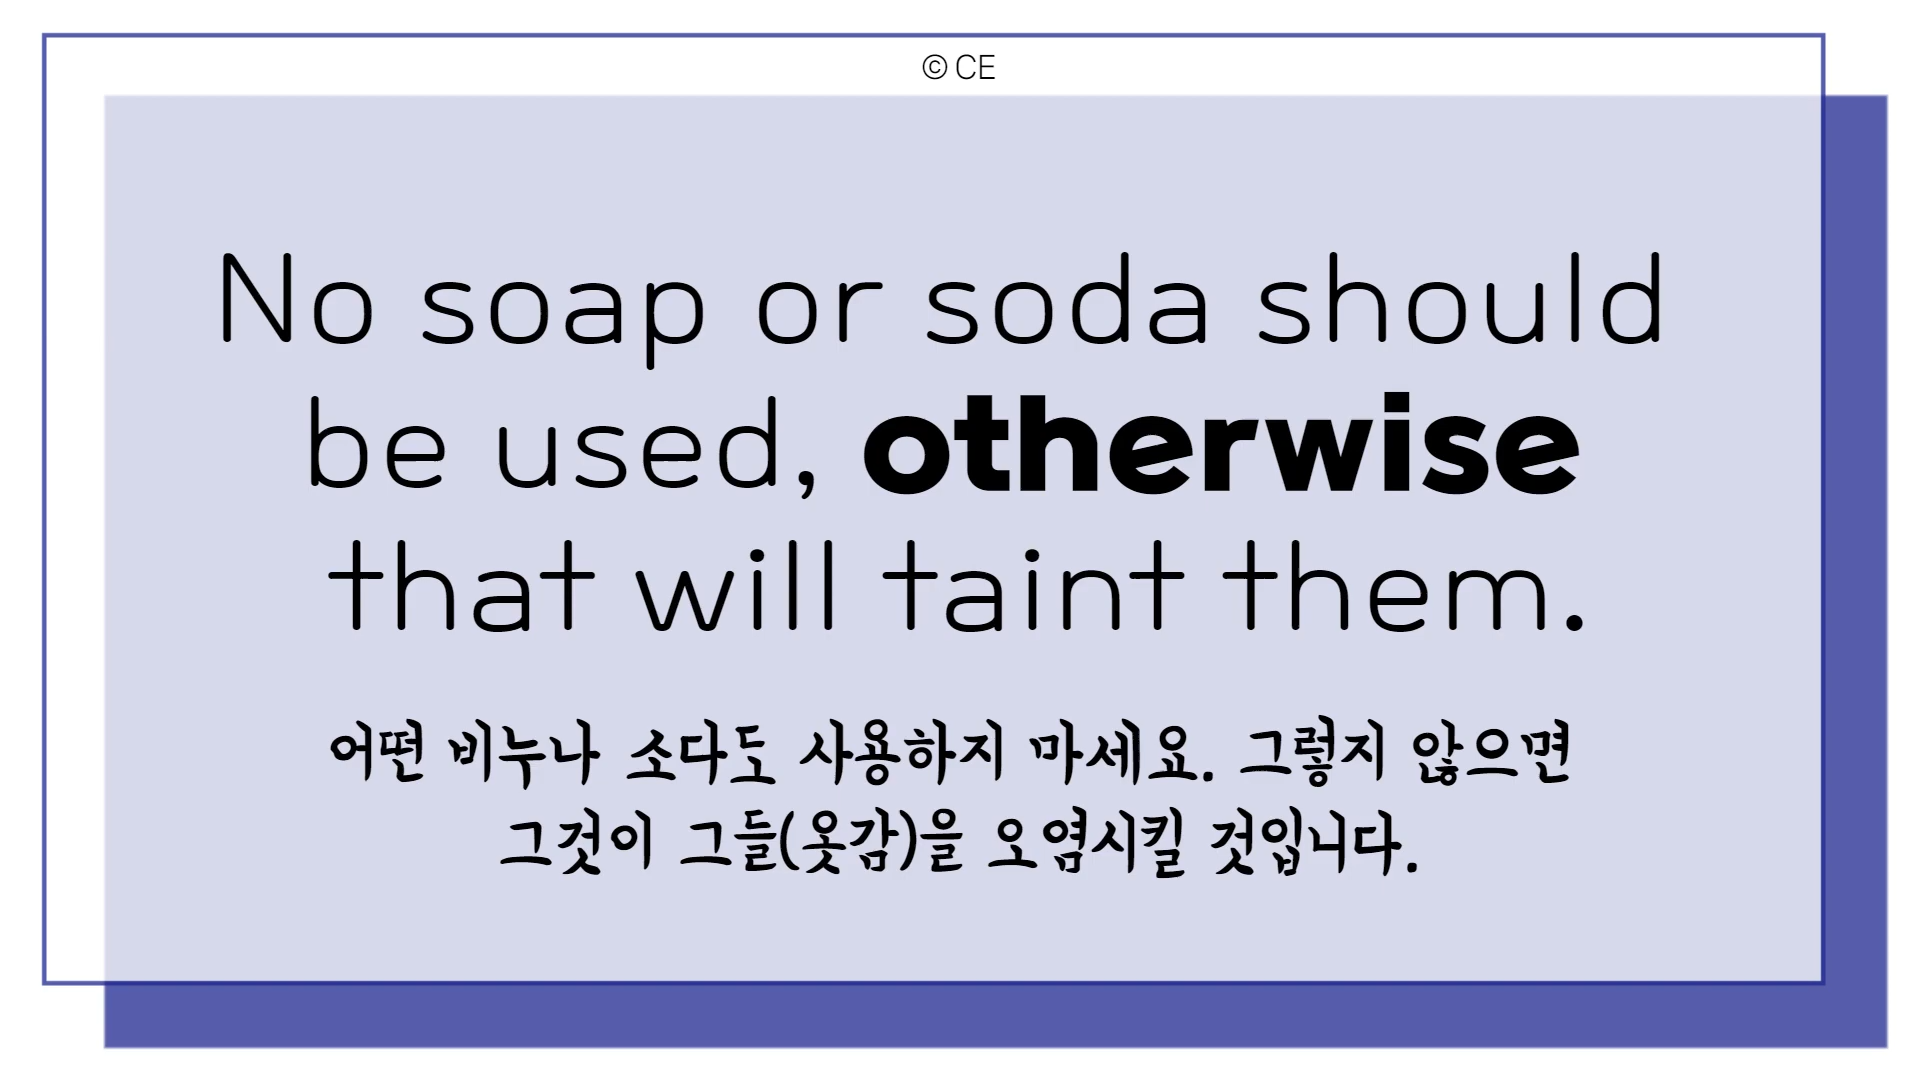 © CE
No soap or soda should
be used, otherwise
that will taint them.
어떤 비누나 소다도 사용하지 마세요. 그렇지 않으면
그것이 그들(옷감)을 오염시킬 것입니다.